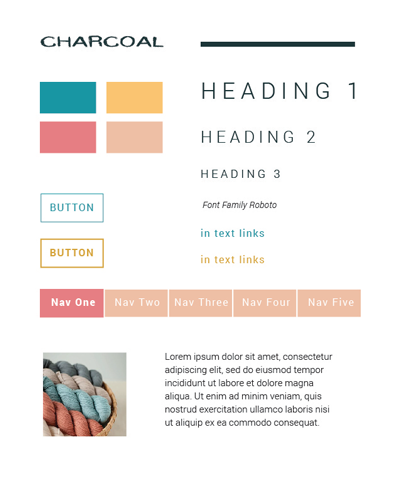 CHARCOAL
HEADING 1
HEADING 2
HEADING 3
BUTTON
Font Family Roboto
in text links
BUTTON
in text links
Nav One Nav Two Nav Three Nav Four Nav Five
Lorem ipsum dolor sit amet, consectetur
adipiscing elit, sed do eiusmod tempor
incididunt ut labore et dolore magna
aliqua. Ut enim ad minim veniam, quis
nostrud exercitation ullamco laboris nisi
ut aliquip ex ea commodo consequat.